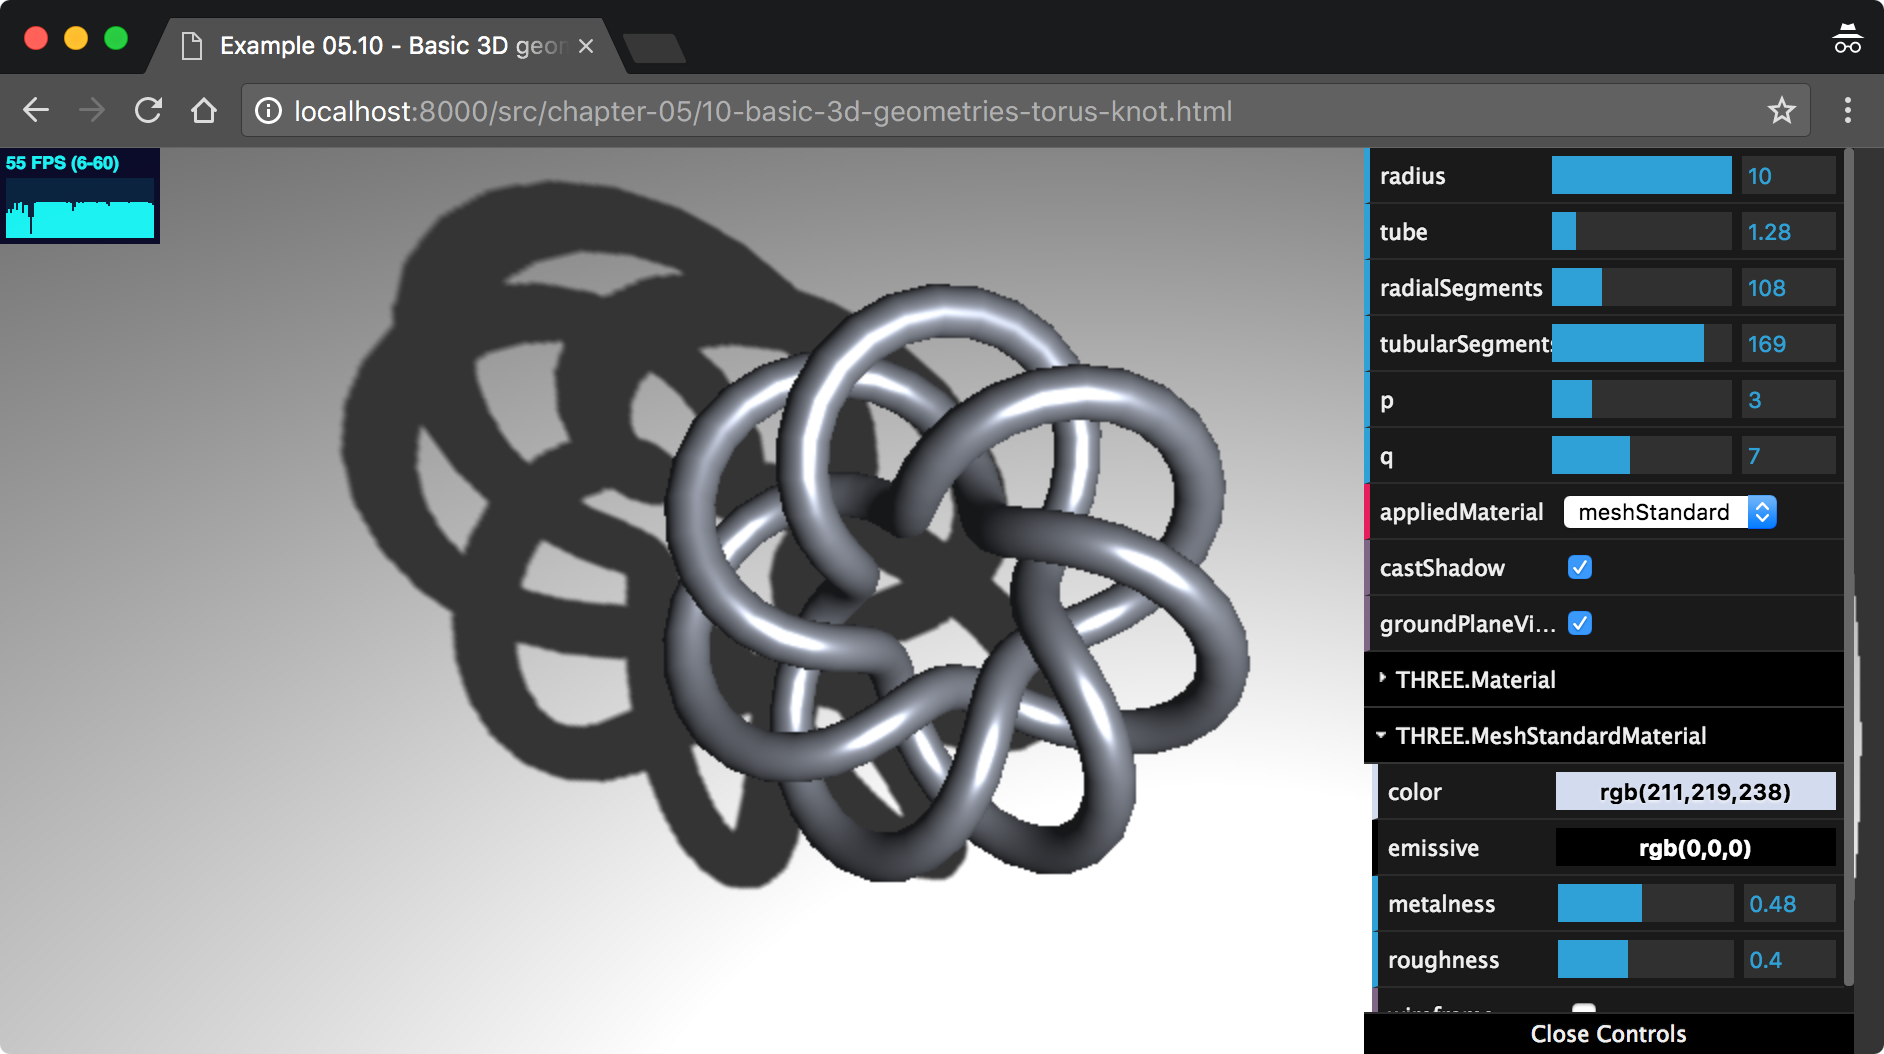 Example 05.10 - Basic 3D geom
localhost:8000/src/chapter-05/10-basic-3d-geometries-torus-knot.html
55 FPS (6-60)
radius 10
tube 1.28
radialSegments 108
tubularSegments 169
p 3
q 7
appliedMaterial meshStandard
castShadow
groundPlaneVi...
THREE.Material
THREE.MeshStandardMaterial
color rgb(211,219,238)
emissive rgb(0,0,0)
metalness 0.48
roughness 0.4
Close Controls